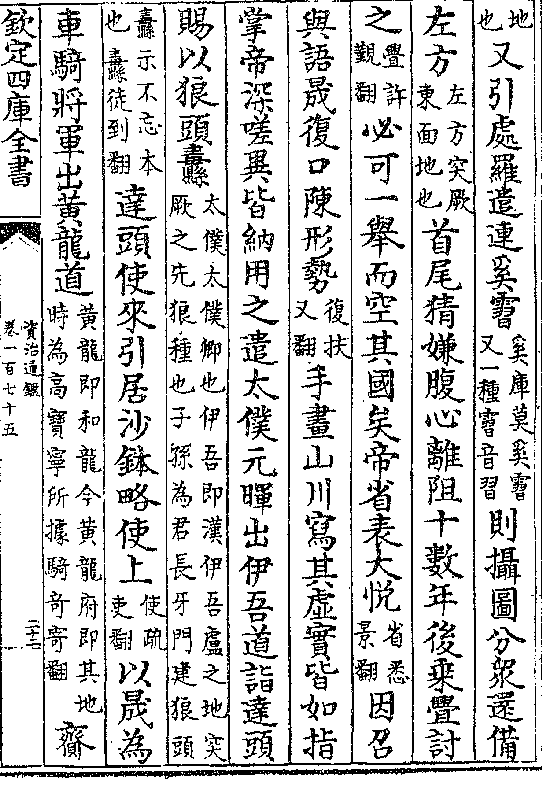 地也又引處羅遣連奚霫奚庫莫奚霫又一種霫音習則攝圖分衆還備
左方左方突厥東面地也首尾猜嫌腹心離阻十數年後乗釁討
之釁許覲翻必可一舉而空其國矣帝省表大悦省悉景翻因召
與語晟復口陳形勢復扶又翻手畫山川寫其虛實皆如指
掌帝深嗟異皆納用之遣太僕元暉出伊吾道詣達頭
賜以狼頭纛太僕太僕卿也伊吾即漢伊吾盧之地突厥之先狼種也子孫為君長牙門建狼頭
纛示不忘本也纛徒到翻達頭使來引居沙鉢略使上使疏吏翻以晟為
車騎將軍出黄龍道黄龍即和龍今黄龍府即其地時為高寶寧所據騎奇寄翻齎
欽定四庫全書
資治通鑑
卷一百七十五
二十二